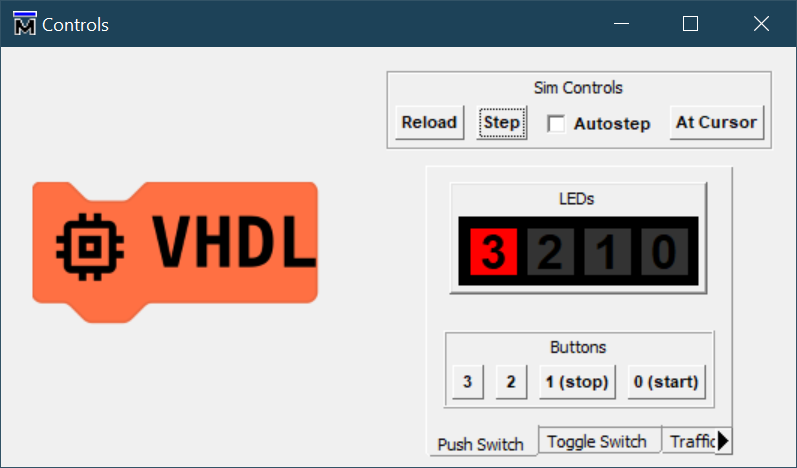 Controls
Sim Controls
Reload Step Autostep At Cursor
VHDL
LEDs
3 2 1 0
Buttons
3 2 1 (stop) 0 (start)
Push Switch Toggle Switch Traffic